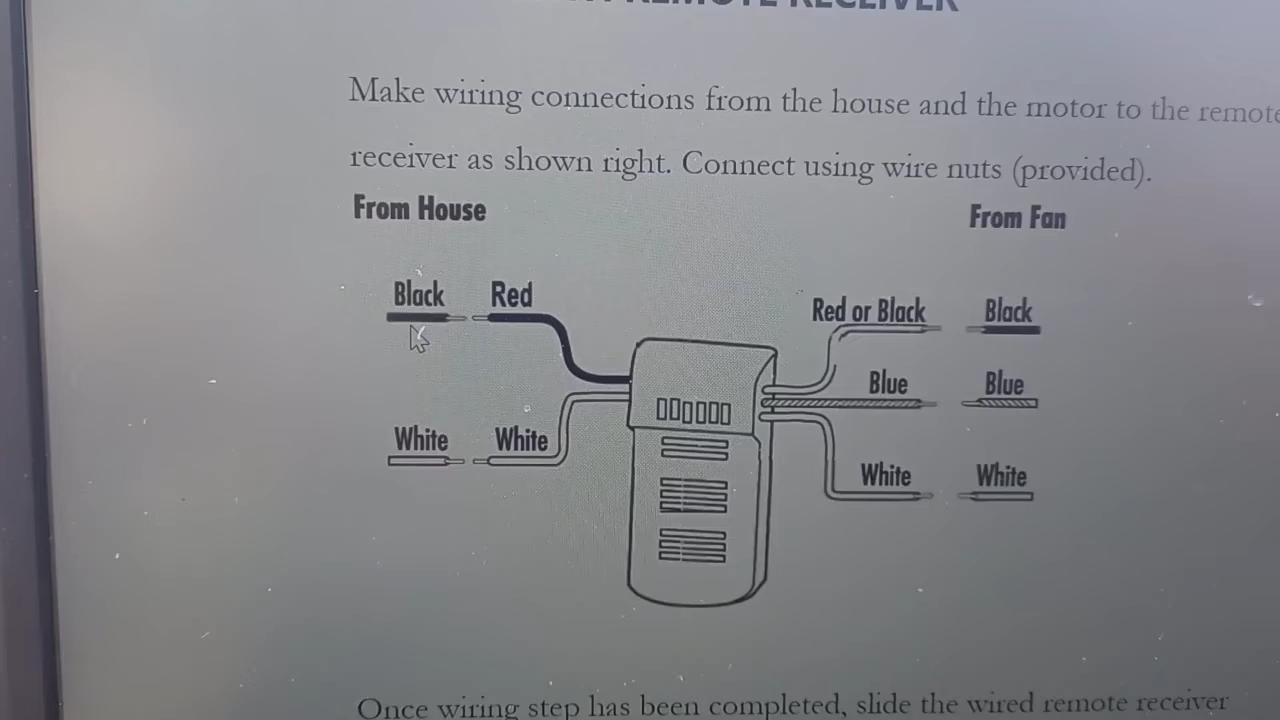 REMOTE RECEIVER
Make wiring connections from the house and the motor to the remote
receiver as shown right. Connect using wire nuts (provided).
From House
From Fan
Black Red
Red or Black Black
Blue Blue
White White
White White
Once wiring step has been completed, slide the wired remote receiver